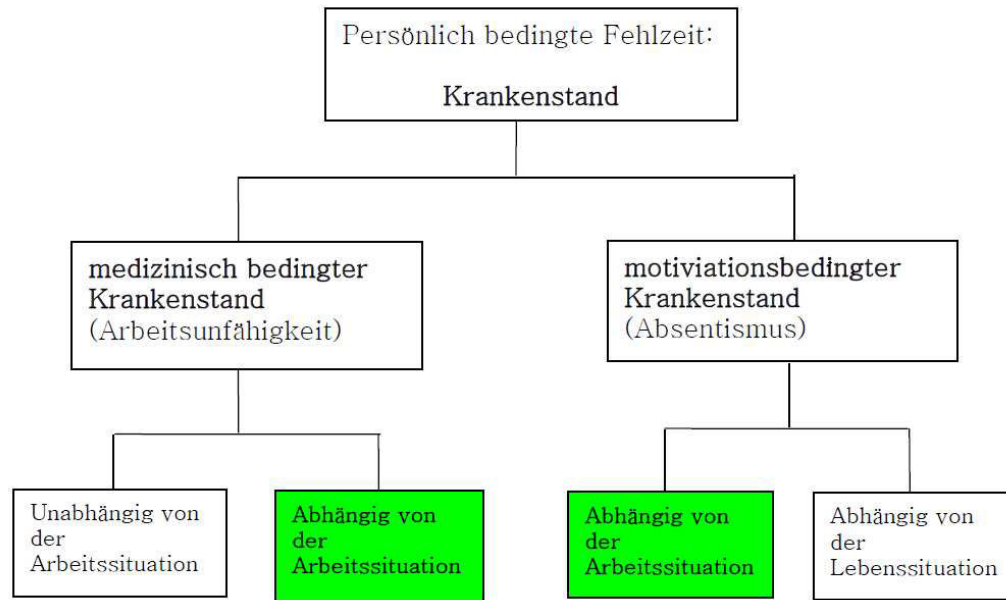 Persönlich bedingte Fehlzeit:
Krankenstand
medizinisch bedingter
Krankenstand
(Arbeitsunfähigkeit)
motiviationsbedingter
Krankenstand
(Absentismus)
Unabhängig von
der
Arbeitssituation
Abhängig von
der
Arbeitssituation
Abhängig von
der
Arbeitssituation
Abhängig von
der
Lebenssituation